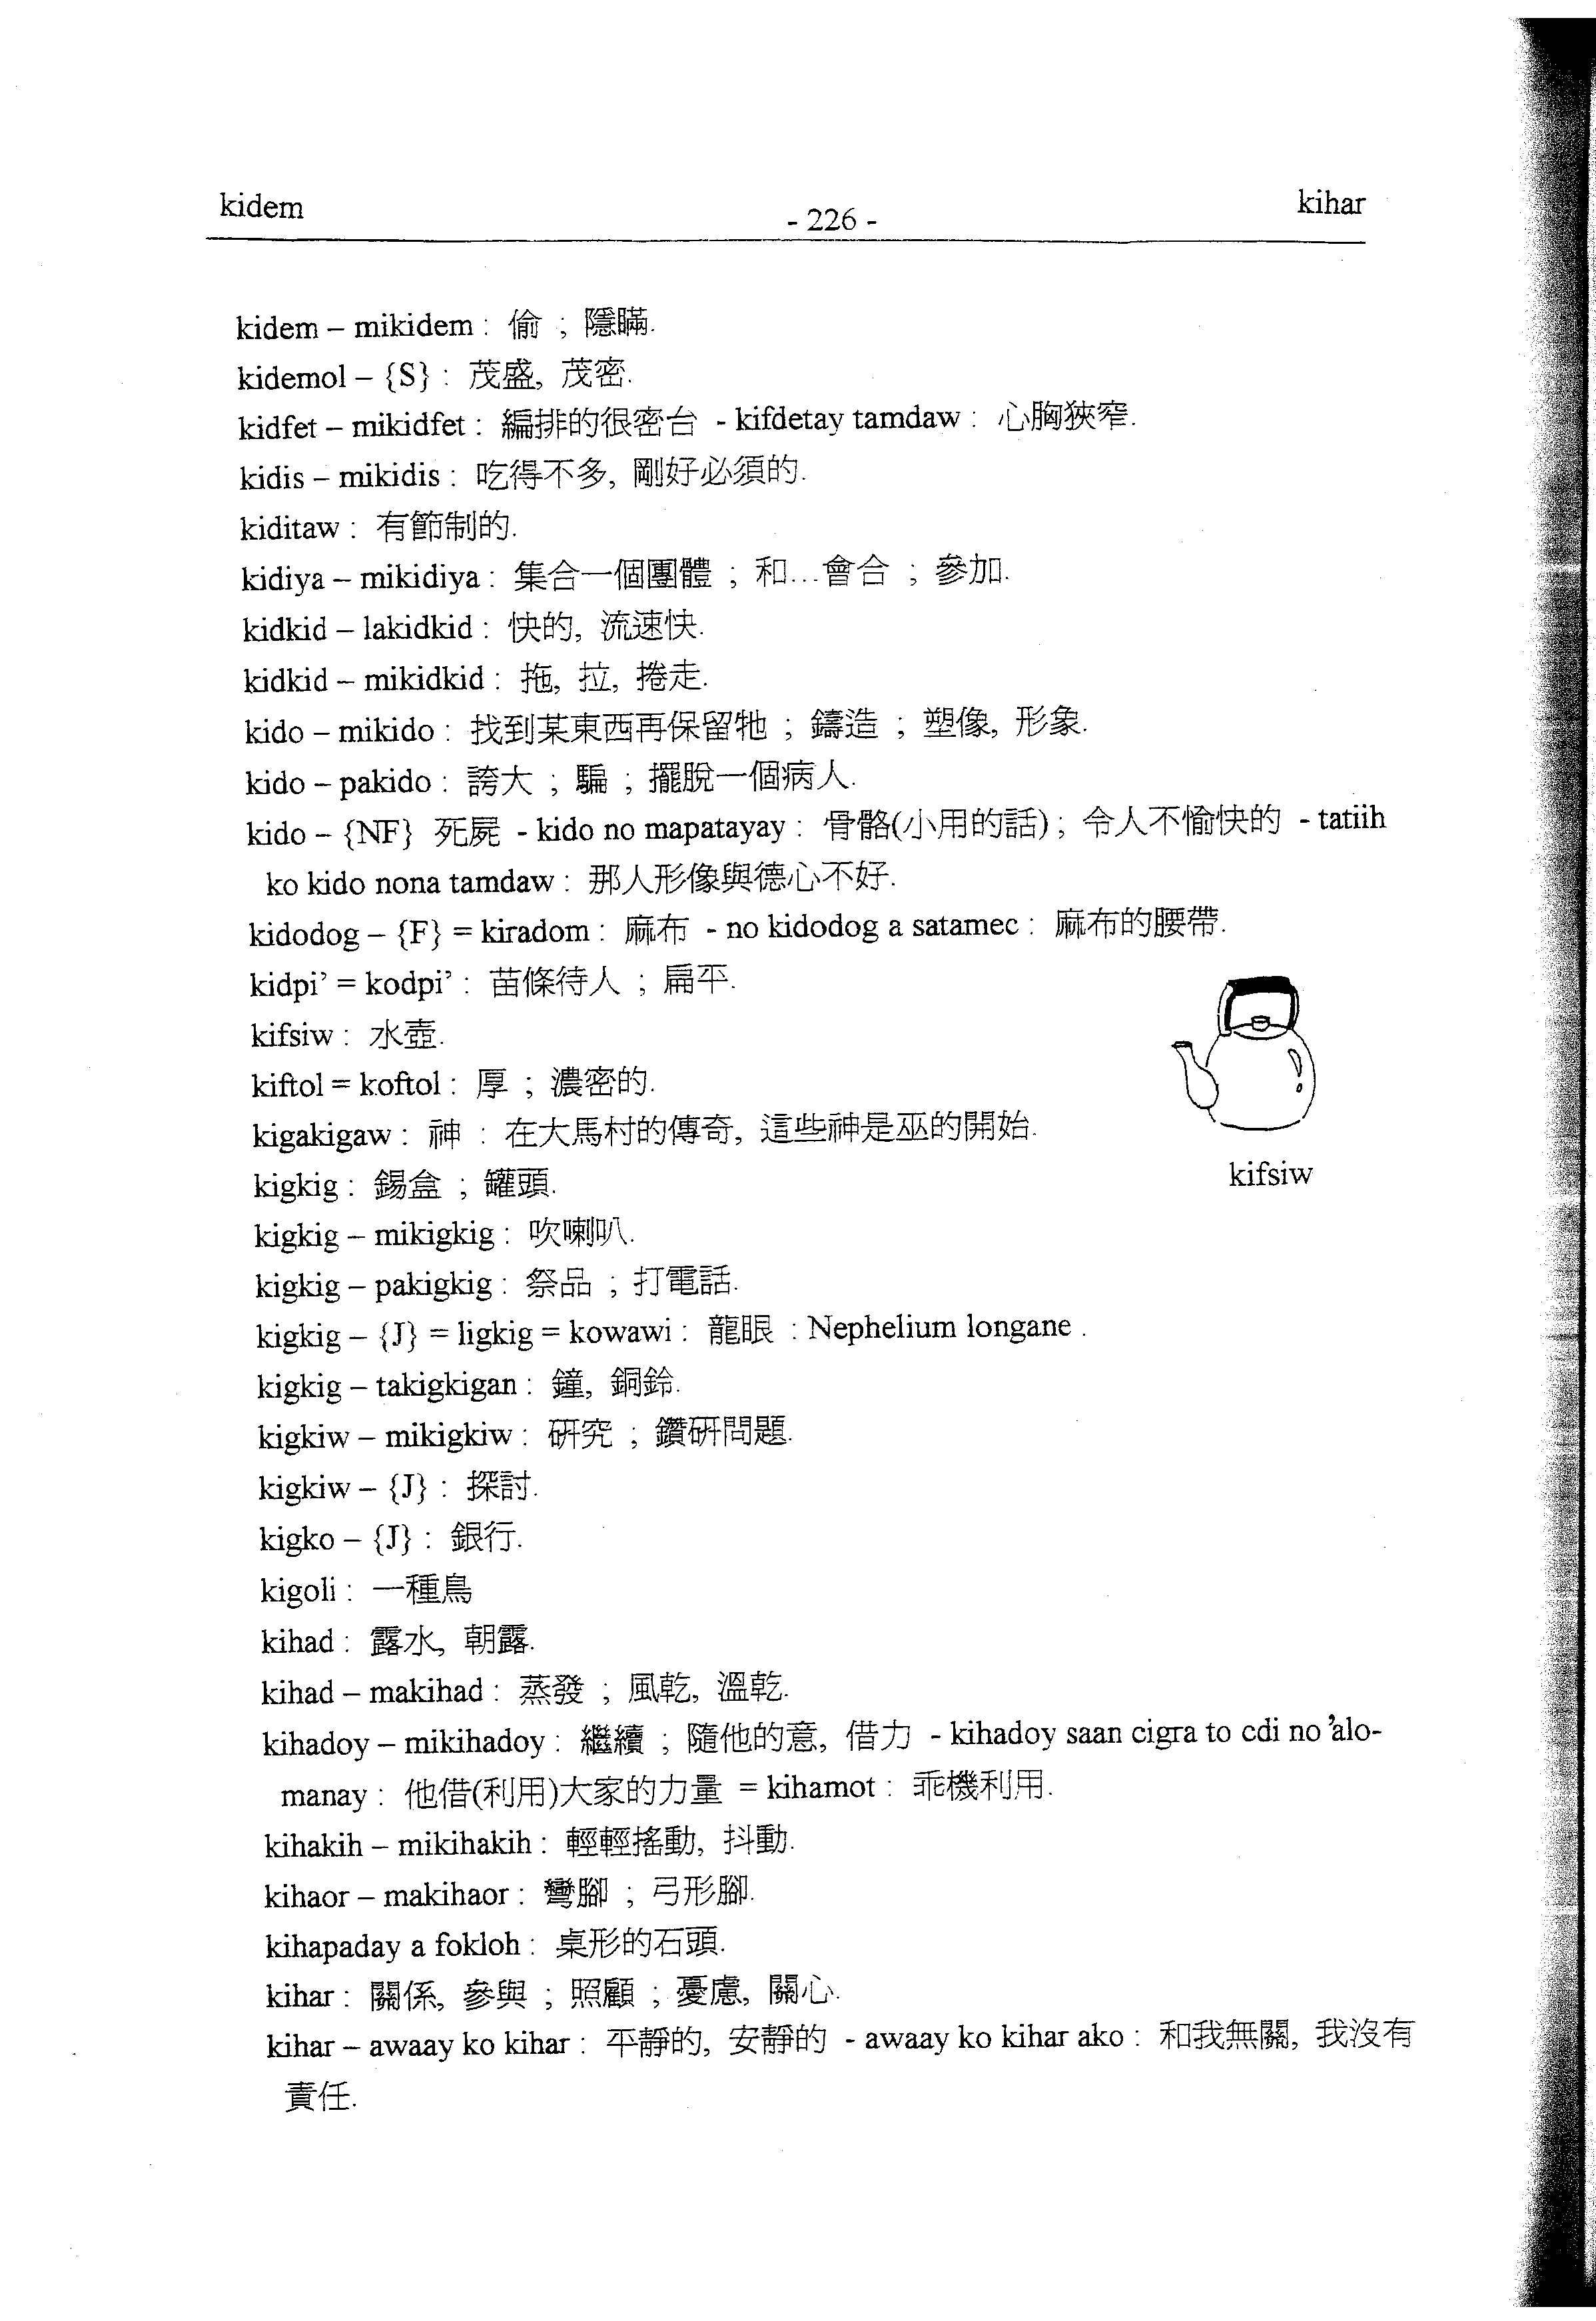 kidem
- 226 -
kihar
kidem – mikidem : 偷 ; 隱瞞.
kidemol – {S} : 茂盛, 茂密.
kidfet – mikidfet : 編排的很密台 - kifdetay tamdaw : 心胸狹窄.
kidis – mikidis : 吃得不多, 剛好必須的.
kiditaw : 有節制的.
kidiya – mikidiya : 集合一個團體 ; 和...會合 ; 參加.
kidkid – lakidkid : 快的, 流速快.
kidkid – mikidkid : 拖, 拉, 捲走.
kido – mikido : 找到某東西再保留牠 ; 鑄造 ; 塑像, 形象.
kido – pakido : 誇大 ; 騙 ; 擺脫一個病人.
kido – {NF} 死屍 - kido no mapatayay : 骨骼(小用的話) ; 令人不愉快的 - tatiih
ko kido nona tamdaw : 那人形像與德心不好.
kidodog – {F} = kiradom : 麻布 - no kidodog a satamec : 麻布的腰帶.
kidpi’ = kodpi’ : 苗條待人 ; 扁平.
kifsiw : 水壺.
kiftol = koftol : 厚 ; 濃密的.
kigakigaw : 神 : 在大馬村的傳奇, 這些神是巫的開始.
kigkig : 錫盒 ; 罐頭.
kifsiw
kigkig – mikigkig : 吹喇叭.
kigkig – pakigkig : 祭品 ; 打電話.
kigkig – {J} = ligkig = kowawi : 龍眼 : Nephelium longane .
kigkig – takigkigan : 鐘, 銅鈴.
kigkiw – mikigkiw : 研究 ; 鑽研問題.
kigkiw – {J} : 探討.
kigko – {J} : 銀行.
kigoli : 一種鳥
kihad : 露水, 朝露.
kihad – makihad : 蒸發 ; 風乾, 溫乾.
kihadoy – mikihadoy : 繼續 ; 隨他的意, 借力 - kihadoy saan cigra to cdi no 'alo-
manay : 他借(利用)大家的力量 = kihamot : 乖機利用.
kihakih – mikihakih : 輕輕搖動, 抖動.
kihaor – makihaor : 彎腳 ; 弓形腳.
kihapaday a fokloh : 桌形的石頭.
kihar : 關係, 參與 ; 照顧 ; 憂慮, 關心.
kihar – awaay ko kihar : 平靜的, 安靜的 - awaay ko kihar ako : 和我無關, 我沒有
責任.